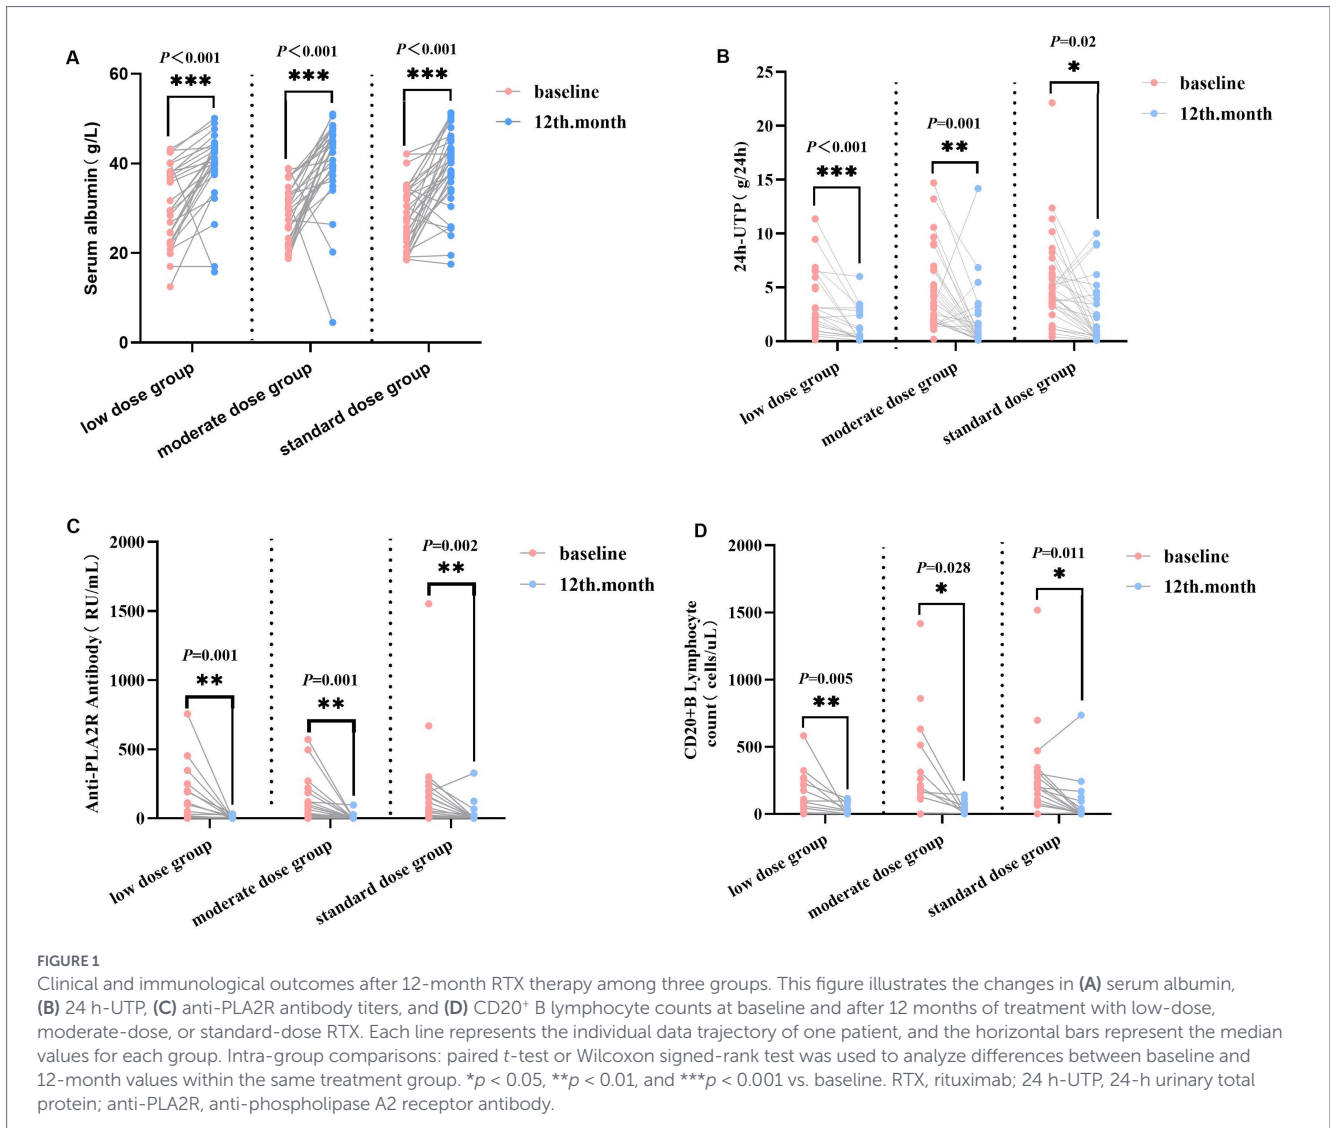 A
P<0.001
P<0.001
P<0.001
***
***
***
baseline
12th.month
Serum albumin( g/L)
60
40
20
0
low dose group
moderate dose group
standard dose group
B
P=0.02
*
P=0.001
**
P<0.001
***
baseline
12th.month
24h-UTP( g/24h)
25
20
15
10
5
0
low dose group
moderate dose group
standard dose group
C
P=0.002
**
P=0.001
**
P=0.001
**
baseline
12th.month
Anti-PLA2R Antibody( RU/mL)
2000
1500
1000
500
0
low dose group
moderate dose group
standard dose group
D
P=0.011
*
P=0.028
*
P=0.005
**
baseline
12th.month
CD20+B Lymphocyte
count( cells/uL)
2000
1500
1000
500
0
low dose group
moderate dose group
standard dose group
FIGURE 1
Clinical and immunological outcomes after 12-month RTX therapy among three groups. This figure illustrates the changes in (A) serum albumin,
(B) 24 h-UTP, (C) anti-PLA2R antibody titers, and (D) CD20⁺ B lymphocyte counts at baseline and after 12 months of treatment with low-dose,
moderate-dose, or standard-dose RTX. Each line represents the individual data trajectory of one patient, and the horizontal bars represent the median
values for each group. Intra-group comparisons: paired t-test or Wilcoxon signed-rank test was used to analyze differences between baseline and
12-month values within the same treatment group. *p < 0.05, **p < 0.01, and ***p < 0.001 vs. baseline. RTX, rituximab; 24 h-UTP, 24-h urinary total
protein; anti-PLA2R, anti-phospholipase A2 receptor antibody.